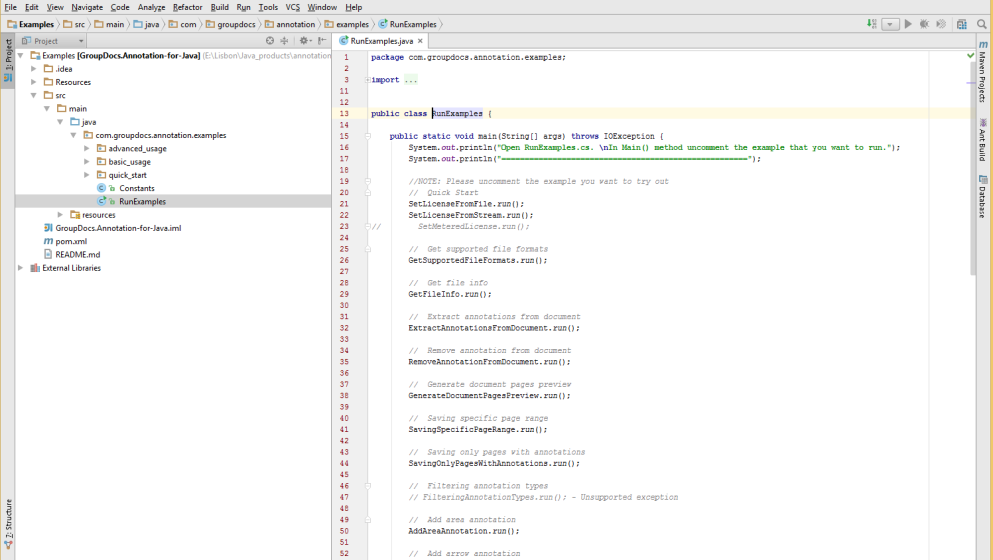 File Edit View Navigate Code Analyze Refactor Build Run Tools VCS Window Help
Examples src main java com groupdocs annotation examples RunExamples
1: Project
Project
RunExamples.java
Examples [GroupDocs.Annotation-for-Java] (E:\Lisbon\Java_products\annotation
.idea
Resources
src
main
java
com.groupdocs.annotation.examples
advanced_usage
basic_usage
quick_start
Constants
RunExamples
resources
GroupDocs.Annotation-for-Java.iml
pom.xml
README.md
External Libraries
7: Structure
1 package com.groupdocs.annotation.examples;
2
3 import ...
11
12
13 public class RunExamples {
14
15 public static void main(String[] args) throws IOException {
16 System.out.println("Open RunExamples.cs. \nIn Main() method uncomment the example that you want to run.");
17 System.out.println("======================================================");
18
19 //NOTE: Please uncomment the example you want to try out
20 // Quick Start
21 SetLicenseFromFile.run();
22 SetLicenseFromStream.run();
23 // SetMeteredLicense.run();
24
25 // Get supported file formats
26 GetSupportedFileFormats.run();
27
28 // Get file info
29 GetFileInfo.run();
30
31 // Extract annotations from document
32 ExtractAnnotationsFromDocument.run();
33
34 // Remove annotation from document
35 RemoveAnnotationFromDocument.run();
36
37 // Generate document pages preview
38 GenerateDocumentPagesPreview.run();
39
40 // Saving specific page range
41 SavingSpecificPageRange.run();
42
43 // Saving only pages with annotations
44 SavingOnlyPagesWithAnnotations.run();
45
46 // Filtering annotation types
47 // FilteringAnnotationTypes.run(); - Unsupported exception
48
49 // Add area annotation
50 AddAreaAnnotation.run();
51
52 // Add arrow annotation
Maven Projects
Ant Build
Database